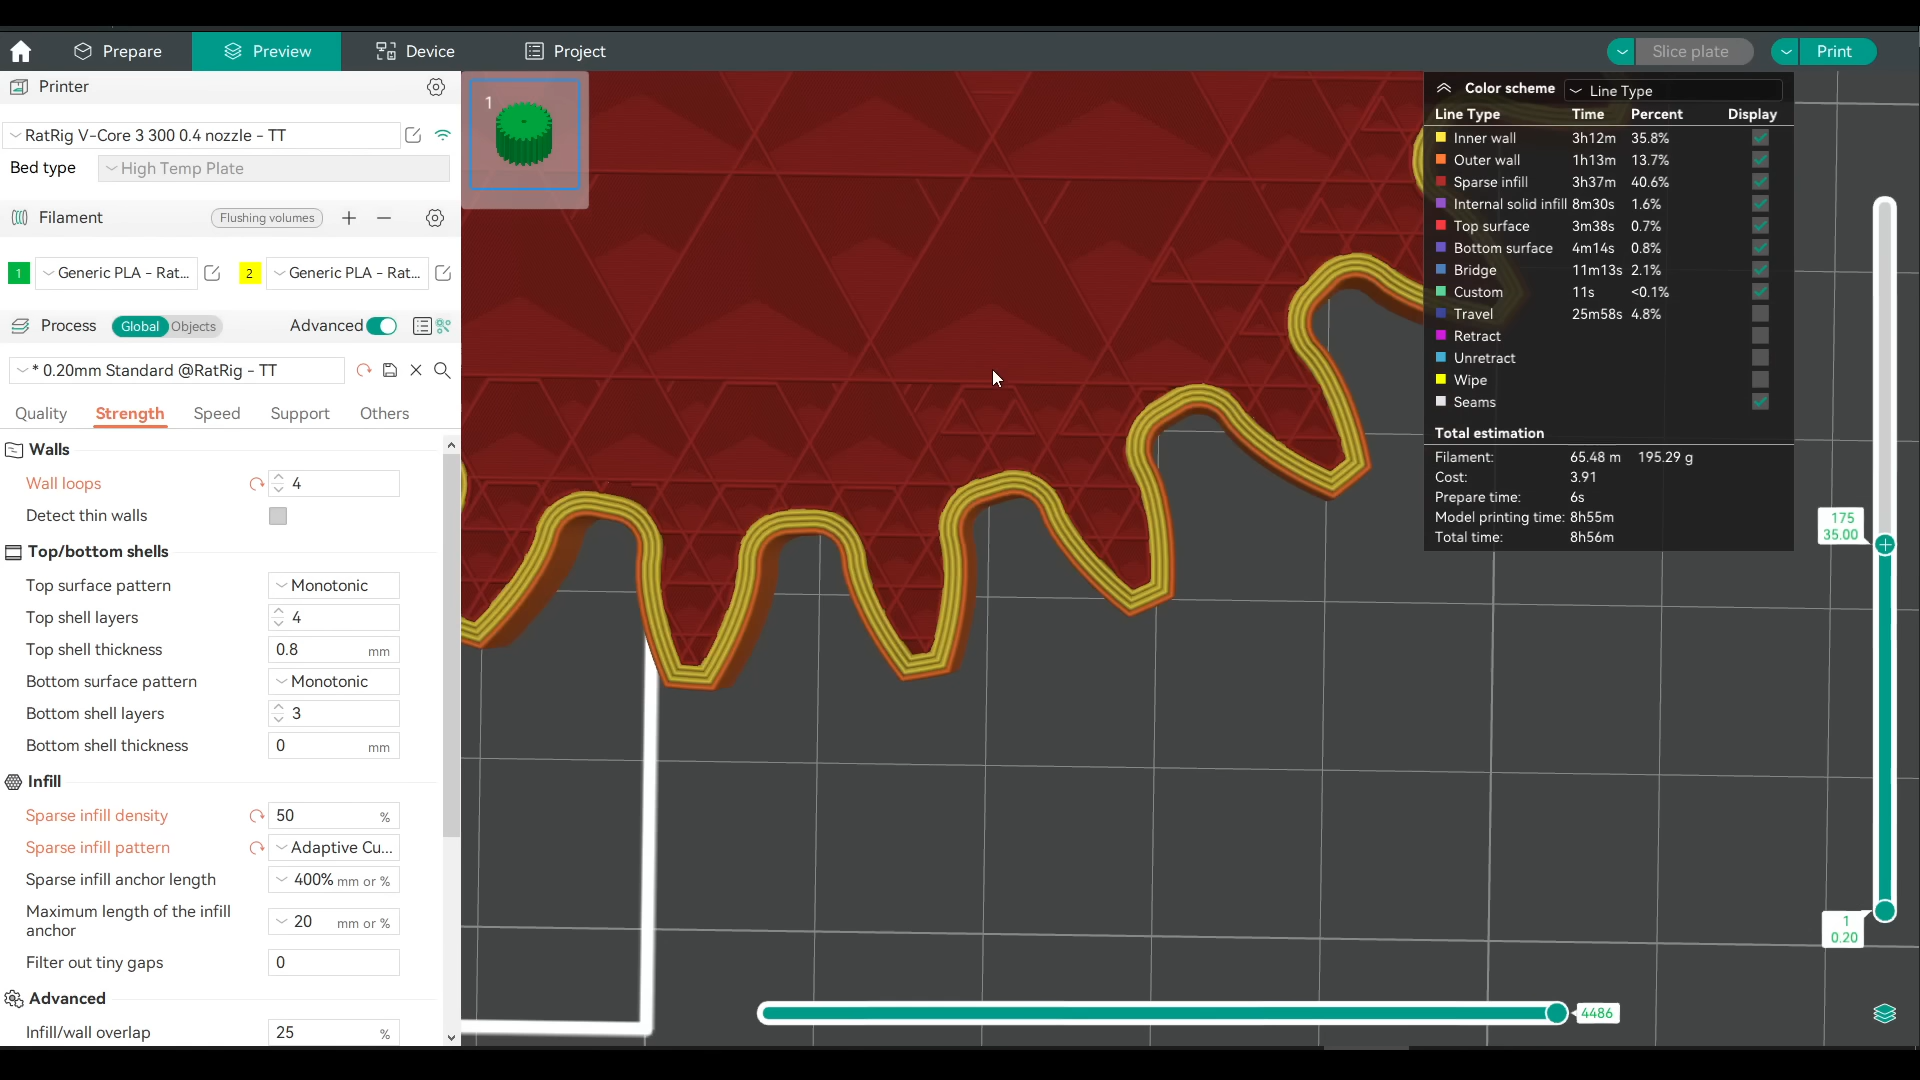 Prepare
Preview
Device
Project
Slice plate
Print
Printer
RatRig V-Core 3 300 0.4 nozzle - TT
Bed type
High Temp Plate
Filament
Flushing volumes
1
Generic PLA - Rat...
2
Generic PLA - Rat...
Process
Global
Objects
Advanced
* 0.20mm Standard @RatRig - TT
Quality
Strength
Speed
Support
Others
Walls
Wall loops
4
Detect thin walls
Top/bottom shells
Top surface pattern
Monotonic
Top shell layers
4
Top shell thickness
0.8 mm
Bottom surface pattern
Monotonic
Bottom shell layers
3
Bottom shell thickness
0 mm
Infill
Sparse infill density
50 %
Sparse infill pattern
Adaptive Cu...
Sparse infill anchor length
400% mm or %
Maximum length of the infill
anchor
20 mm or %
Filter out tiny gaps
0
Advanced
Infill/wall overlap
25 %
1
Color scheme
Line Type
Line Type Time Percent Display
Inner wall 3h12m 35.8%
Outer wall 1h13m 13.7%
Sparse infill 3h37m 40.6%
Internal solid infill 8m30s 1.6%
Top surface 3m38s 0.7%
Bottom surface 4m14s 0.8%
Bridge 11m13s 2.1%
Custom 11s <0.1%
Travel 25m58s 4.8%
Retract
Unretract
Wipe
Seams
Total estimation
Filament: 65.48 m 195.29 g
Cost: 3.91
Prepare time: 6s
Model printing time: 8h55m
Total time: 8h56m
175
35.00
1
0.20
4486